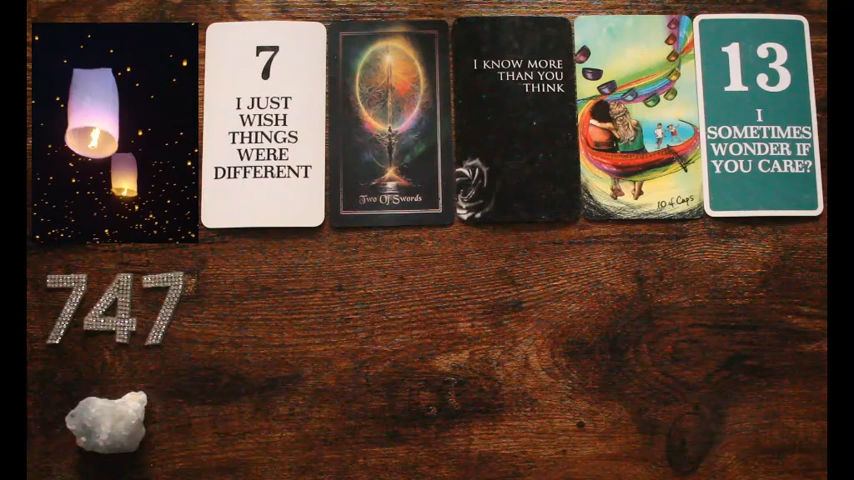 7
I JUST
WISH
THINGS
WERE
DIFFERENT
Two Of Swords
I KNOW MORE
THAN YOU
THINK
10 of Cups
13
I
SOMETIMES
WONDER IF
YOU CARE?
747